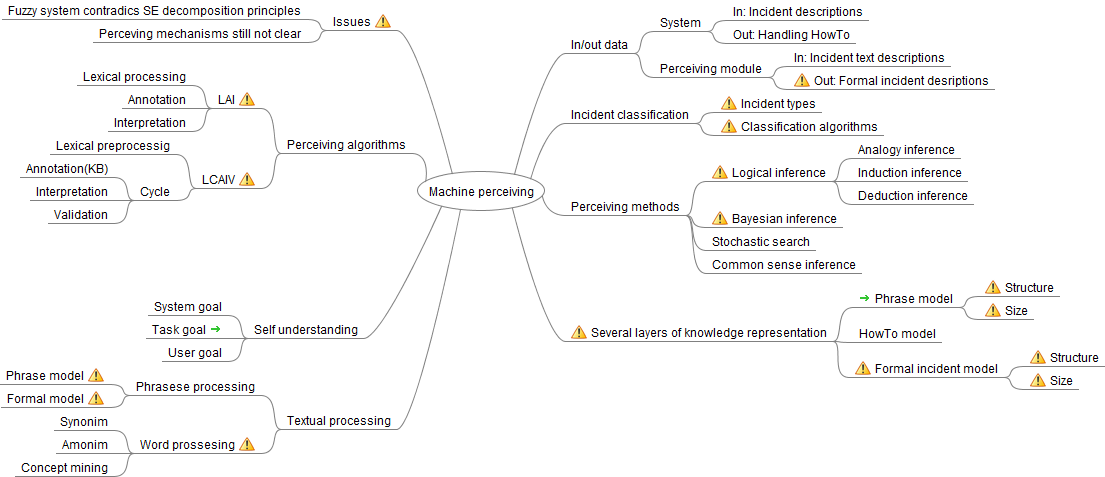 Machine perceiving
Issues
Fuzzy system contradics SE decomposition principles
Perceving mechanisms still not clear
Perceiving algorithms
LAI
Lexical processing
Annotation
Interpretation
LCAIV
Lexical preprocessig
Cycle
Annotation(KB)
Interpretation
Validation
Self understanding
System goal
Task goal
User goal
Textual processing
Phrasese processing
Phrase model
Formal model
Word prossesing
Synonim
Amonim
Concept mining
In/out data
System
In: Incident descriptions
Out: Handling HowTo
Perceiving module
In: Incident text descriptions
Out: Formal incident desriptions
Incident classification
Incident types
Classification algorithms
Perceiving methods
Logical inference
Analogy inference
Induction inference
Deduction inference
Bayesian inference
Stochastic search
Common sense inference
Several layers of knowledge representation
Phrase model
Structure
Size
HowTo model
Formal incident model
Structure
Size